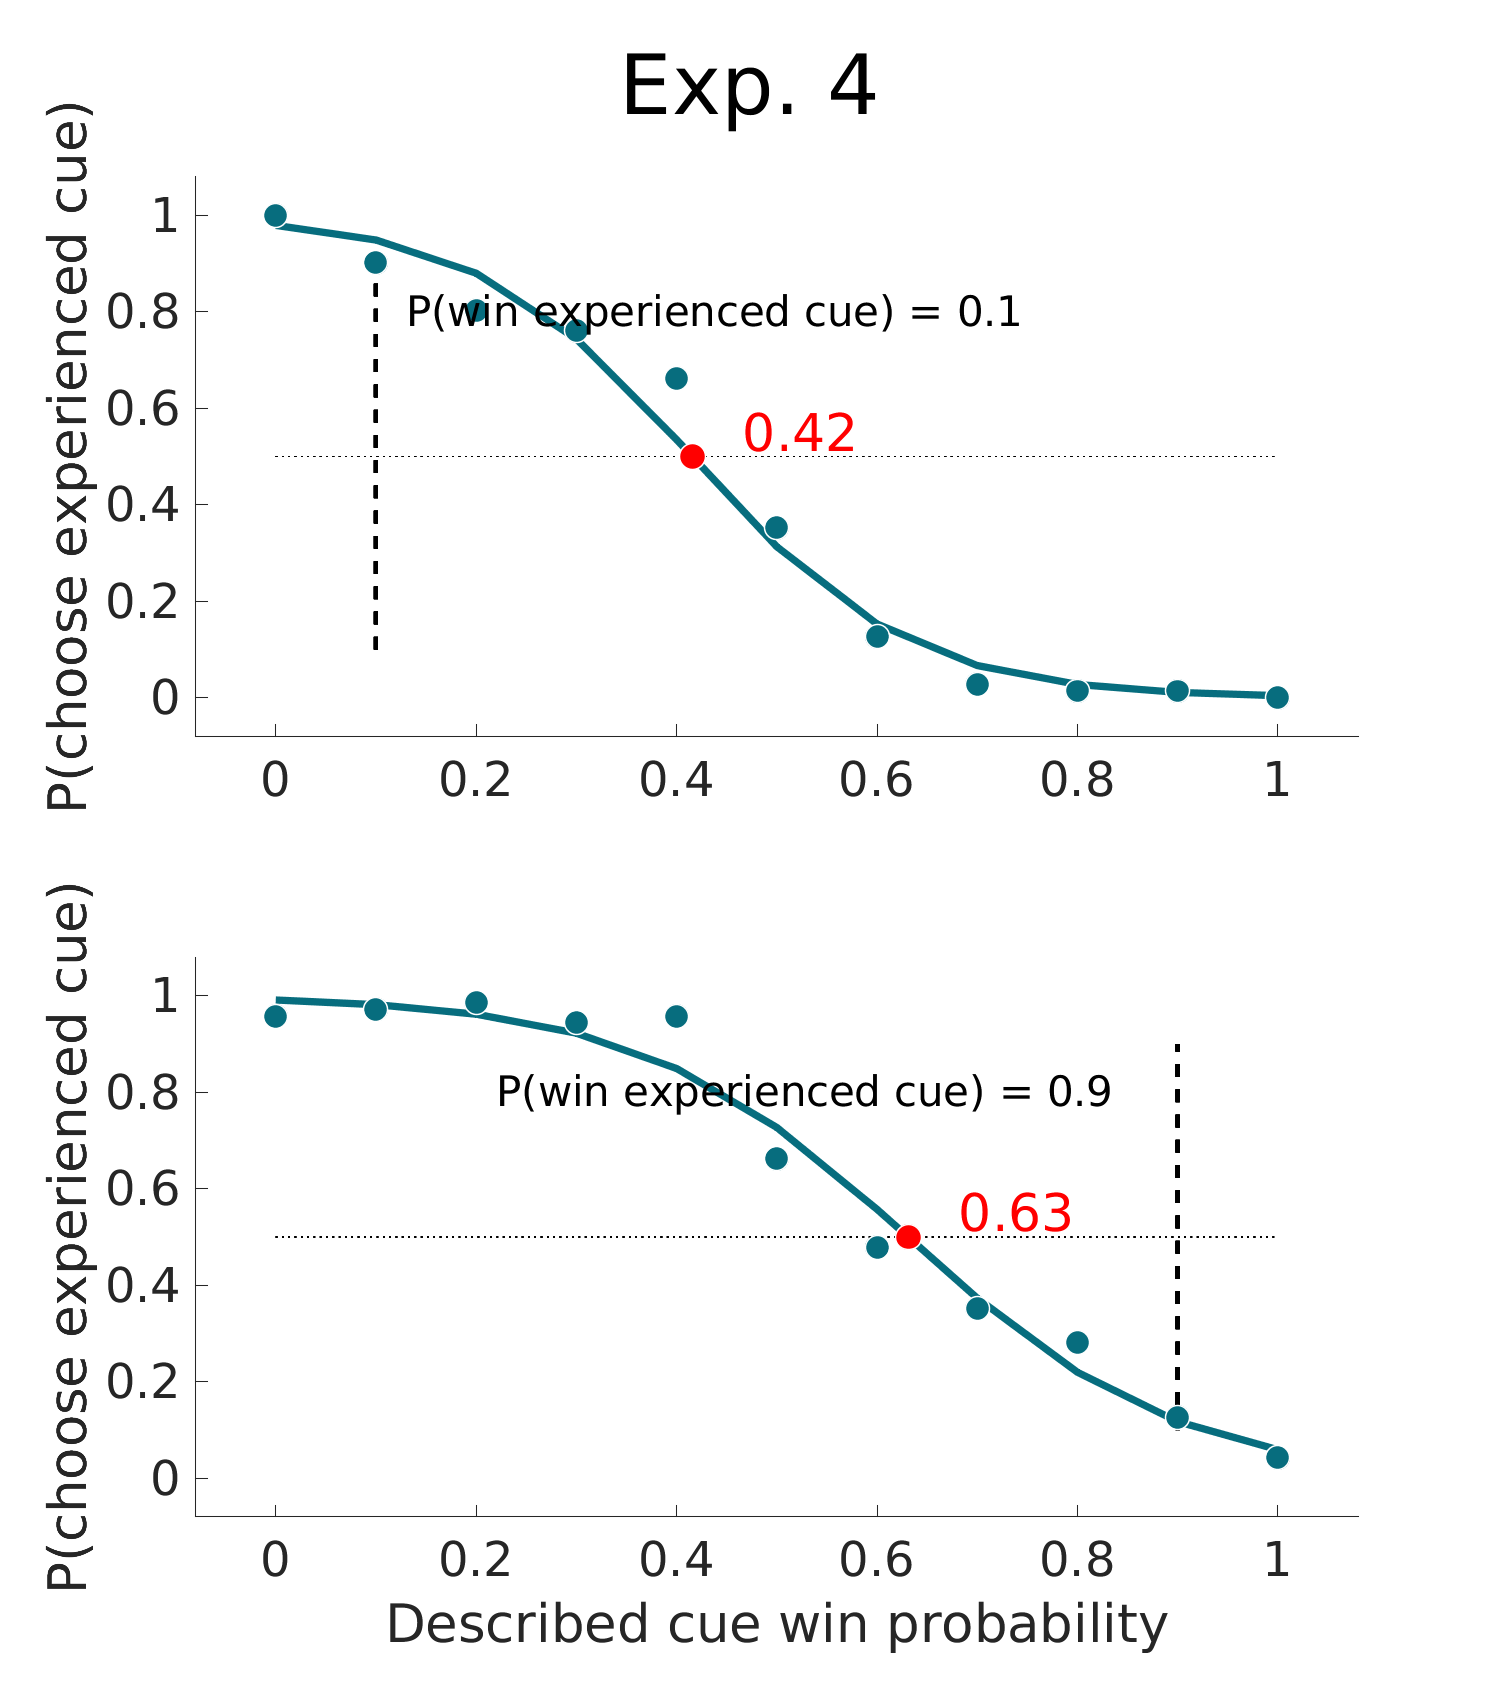 Exp. 4
P(choose experienced cue)
1
0.8
0.6
0.4
0.2
0
P(win experienced cue) = 0.1
0.42
0 0.2 0.4 0.6 0.8 1
P(choose experienced cue)
1
0.8
0.6
0.4
0.2
0
P(win experienced cue) = 0.9
0.63
0 0.2 0.4 0.6 0.8 1
Described cue win probability